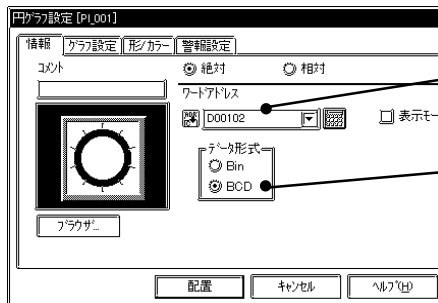 円グラフ設定 [PI_001]
情報 グラフ設定 形/カラー 警報設定
コメント
絶対 相対
ワードアドレス
D00102
表示モー
データ形式
Bin
BCD
ブラウザ...
配置 キャンセル ヘルプ(H)